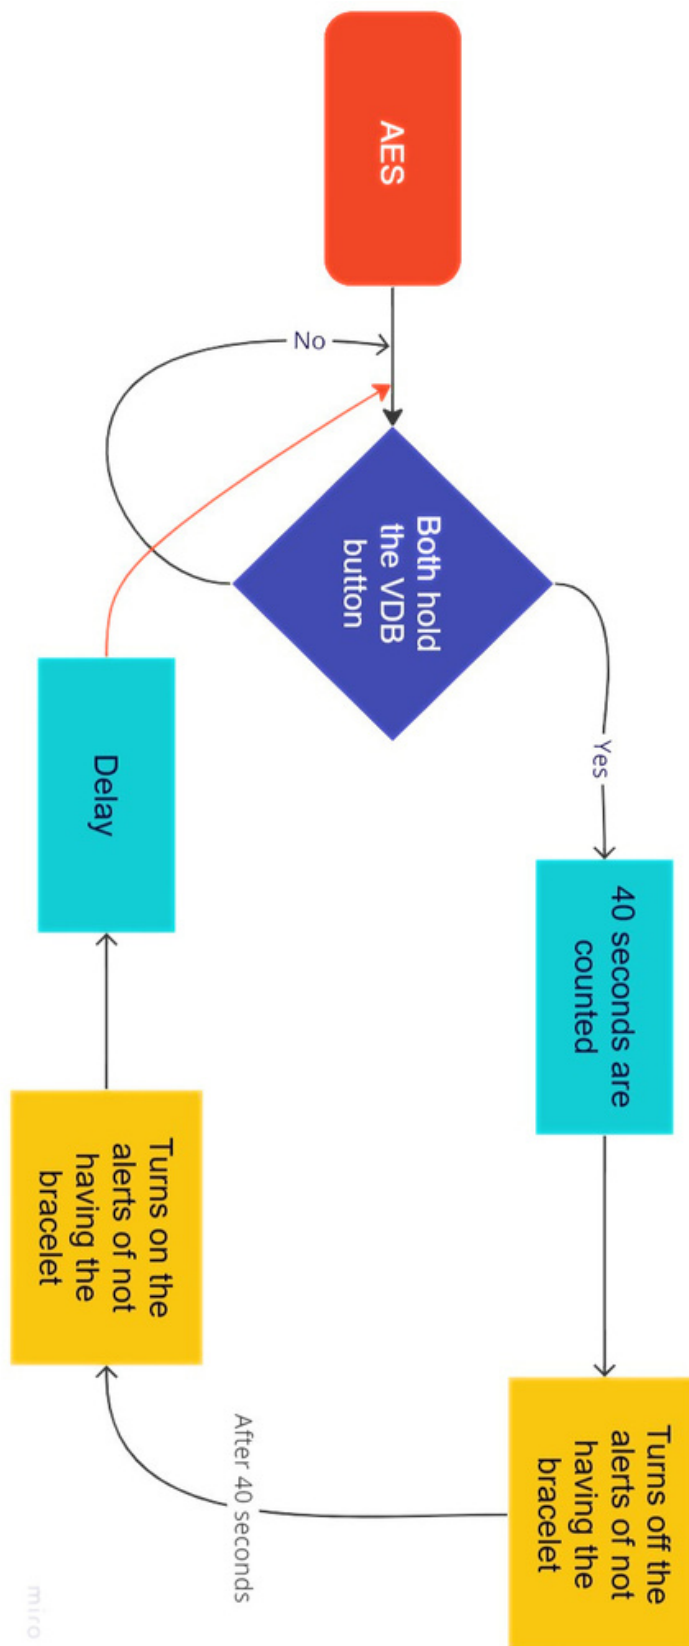 AES
No
Both hold
the VDB
button
Yes
40 seconds are
counted
Turns off the
alerts of not
having the
bracelet
After 40 seconds
Turns on the
alerts of not
having the
bracelet
Delay
miro